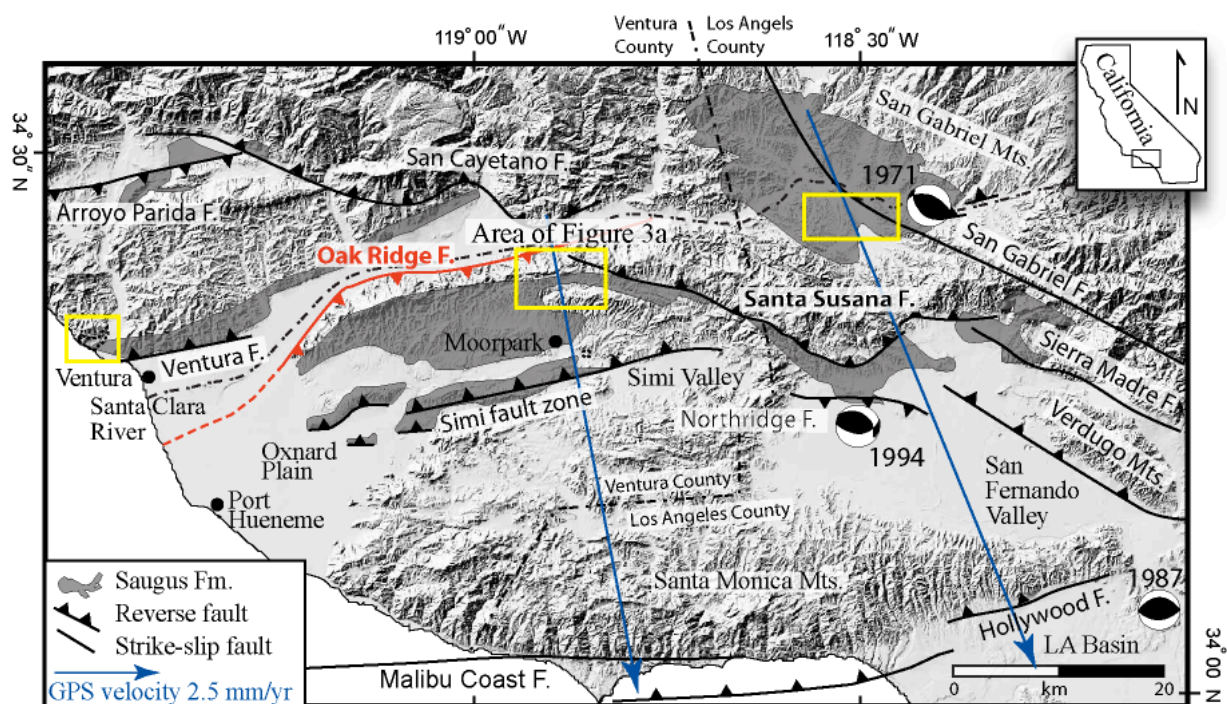 Ventura
County
Los Angels
County
119° 00" W
118° 30" W
34° 30" N
California
N
San Gabriel Mts.
San Cayetano F.
1971
Arroyo Parida F.
Area of Figure 3a
Oak Ridge F.
San Gabriel F.
Santa Susana F.
Moorpark
Ventura F.
Ventura
Simi Valley
Sierra Madre F.
Santa Clara
River
Simi fault zone
Northridge F.
Verdugo Mts.
Oxnard
Plain
1994
San
Fernando
Valley
Ventura County
Los Angeles County
Port
Hueneme
Saugus Fm.
Reverse fault
Strike-slip fault
GPS velocity 2.5 mm/yr
Santa Monica Mts.
1987
Hollywood F.
LA Basin
Malibu Coast F.
0 km 20
34° 00 N